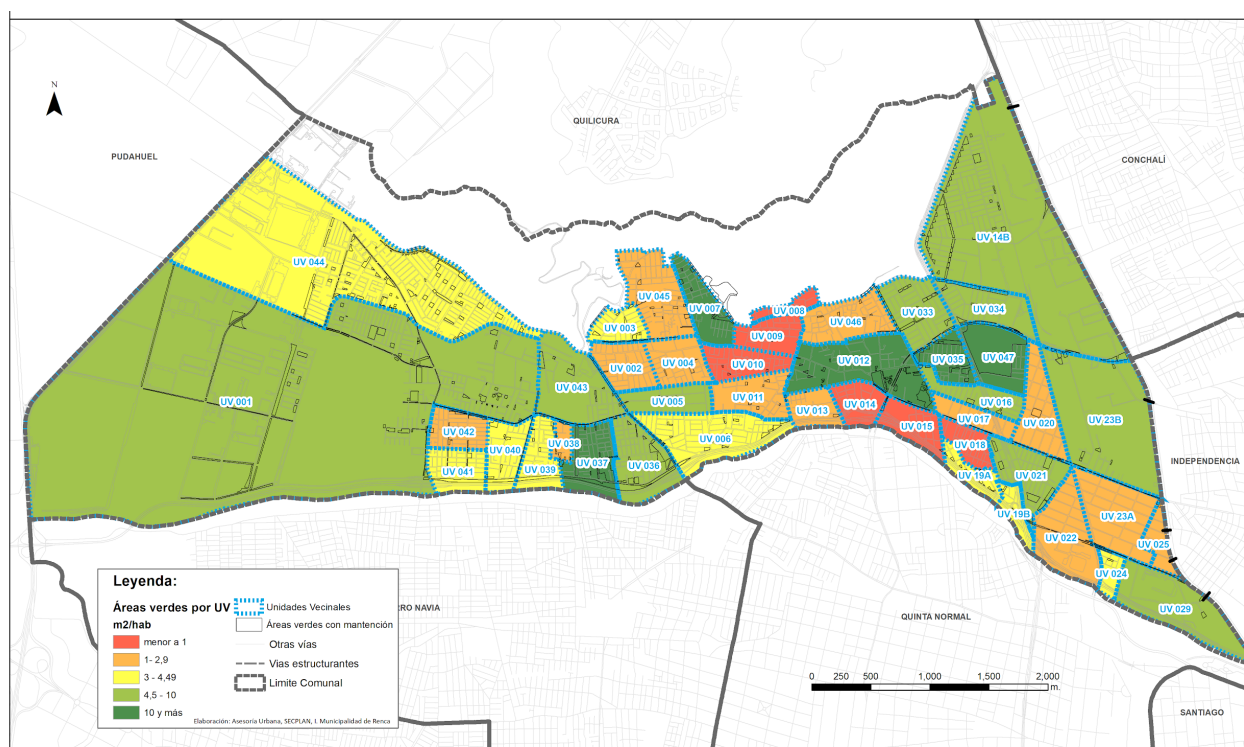 N
QUILICURA
PUDAHUEL
CONCHALÍ
UV 14B
UV 044
UV 045
UV 007
UV 008
UV 003
UV 046
UV 033
UV 034
UV 009
UV 002
UV 004
UV 010
UV 012
UV 035
UV 047
UV 043
UV 001
UV 005
UV 011
UV 013
UV 014
UV 016
UV 017
UV 020
UV 23B
UV 042
UV 038
UV 006
UV 015
UV 018
UV 040
UV 041
UV 039
UV 037
UV 036
UV 19A
UV 021
INDEPENDENCIA
UV 19B
UV 23A
UV 022
UV 025
UV 024
UV 029
RRO NAVIA
QUINTA NORMAL
SANTIAGO
Leyenda:
Áreas verdes por UV
m2/hab
menor a 1
1- 2,9
3 - 4,49
4,5 - 10
10 y más
Unidades Vecinales
Áreas verdes con mantención
Otras vías
Vias estructurantes
Limite Comunal
Elaboración: Asesoría Urbana, SECPLAN, I. Municipalidad de Renca
0 250 500 1,000 1,500 2,000
m.